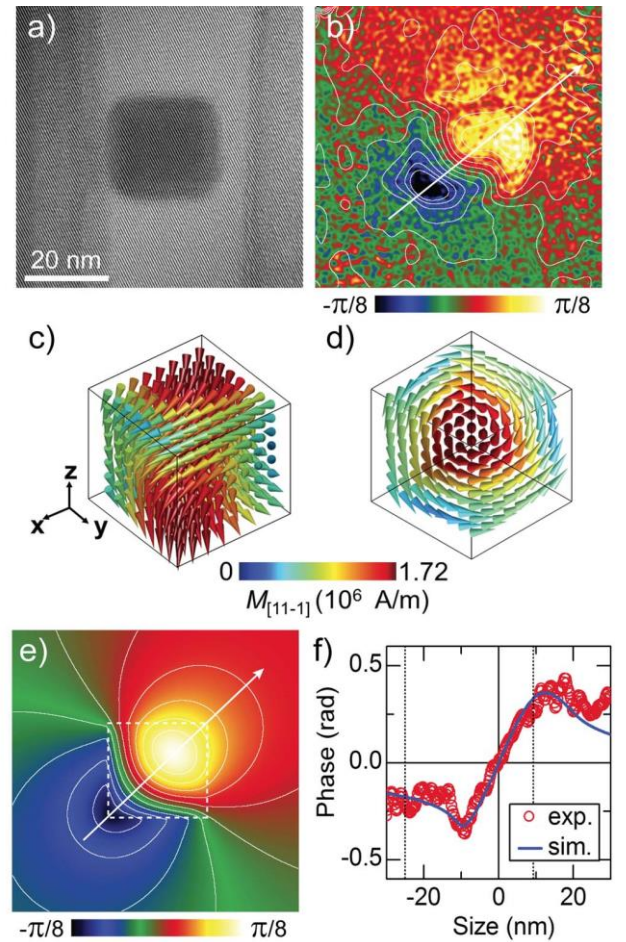 a)
20 nm
b)
-π/8 π/8
c)
z
x
y
d)
0 1.72
M[11-1] (10⁶ A/m)
e)
-π/8 π/8
f)
0.5
0.0
-0.5
Phase (rad)
exp.
sim.
-20 0 20
Size (nm)